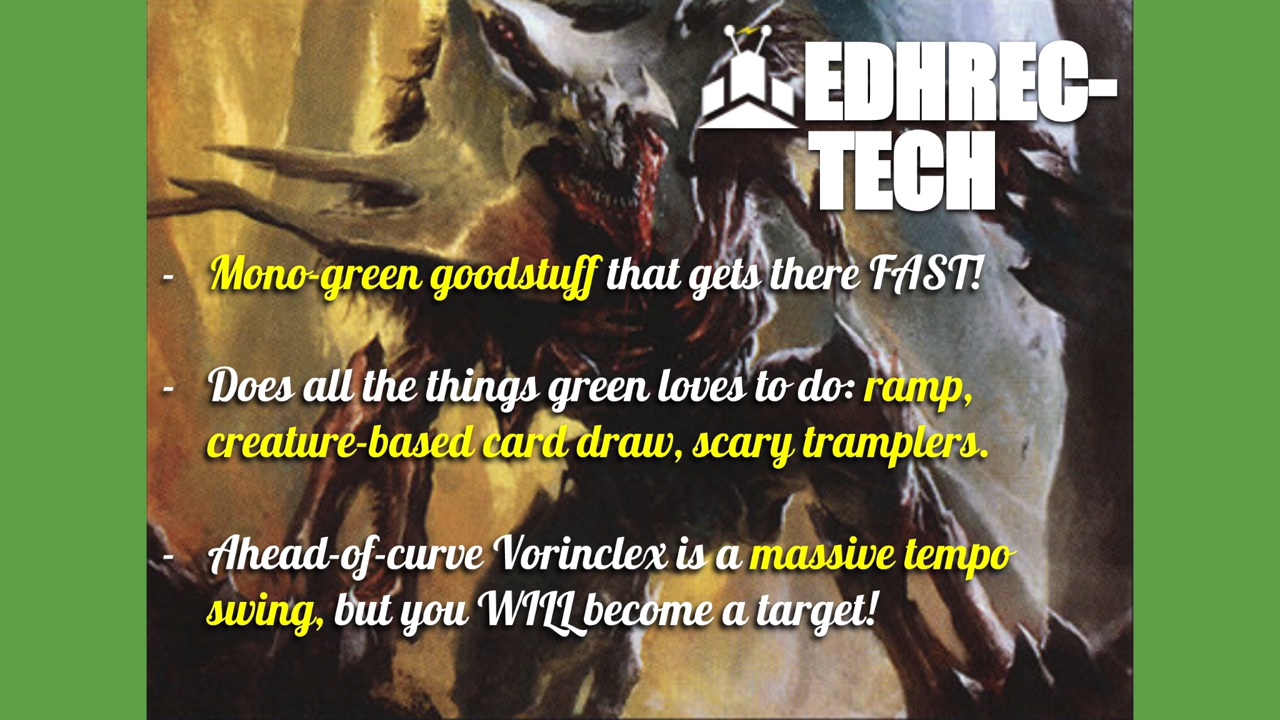 EDHREC-
TECH
- Mono-green goodstuff that gets there FAST!
- Does all the things green loves to do: ramp,
creature-based card draw, scary tramplers.
- Ahead-of-curve Vorinclex is a massive tempo
swing, but you WILL become a target!